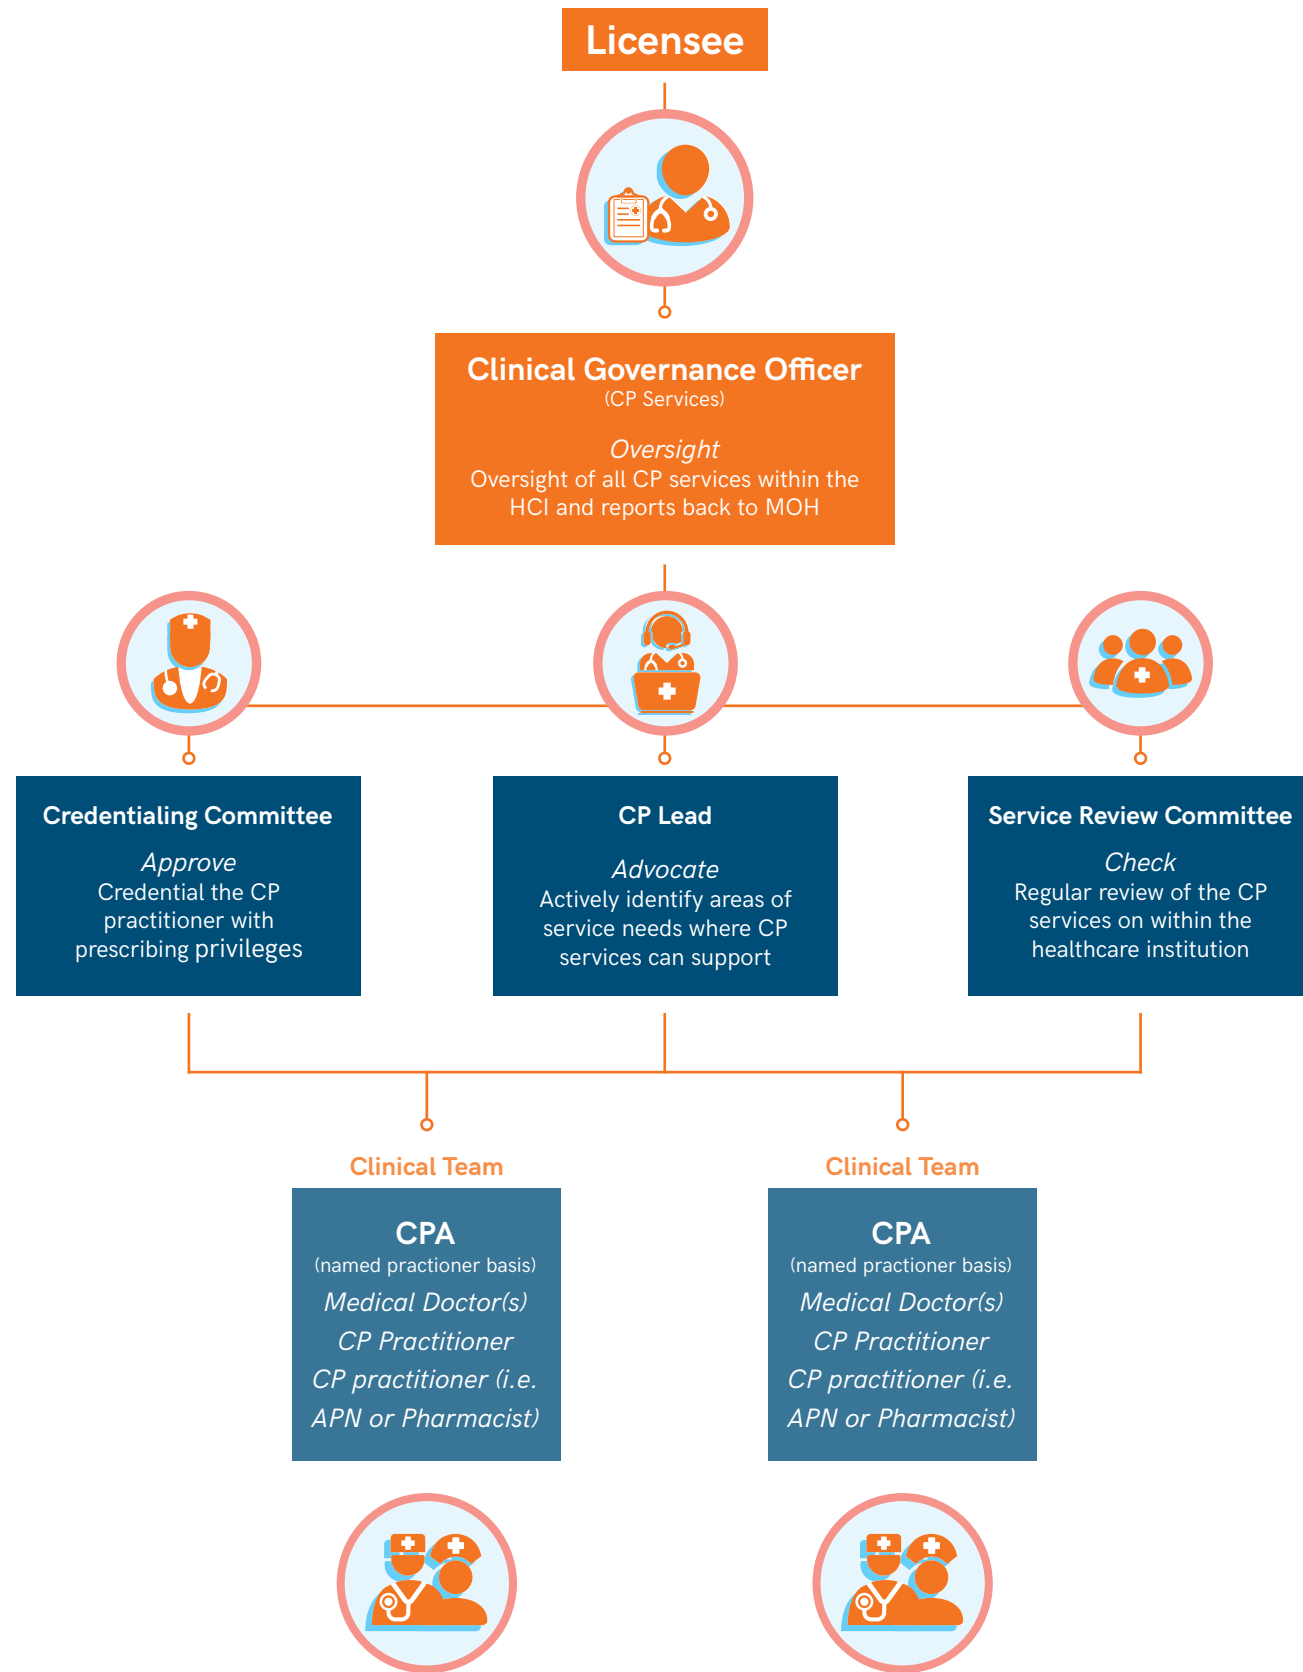 Licensee
Clinical Governance Officer
(CP Services)
Oversight
Oversight of all CP services within the
HCI and reports back to MOH
Credentialing Committee
Approve
Credential the CP
practitioner with
prescribing privileges
CP Lead
Advocate
Actively identify areas of
service needs where CP
services can support
Service Review Committee
Check
Regular review of the CP
services on within the
healthcare institution
Clinical Team
CPA
(named practioner basis)
Medical Doctor(s)
CP Practitioner
CP practitioner (i.e.
APN or Pharmacist)
Clinical Team
CPA
(named practioner basis)
Medical Doctor(s)
CP Practitioner
CP practitioner (i.e.
APN or Pharmacist)